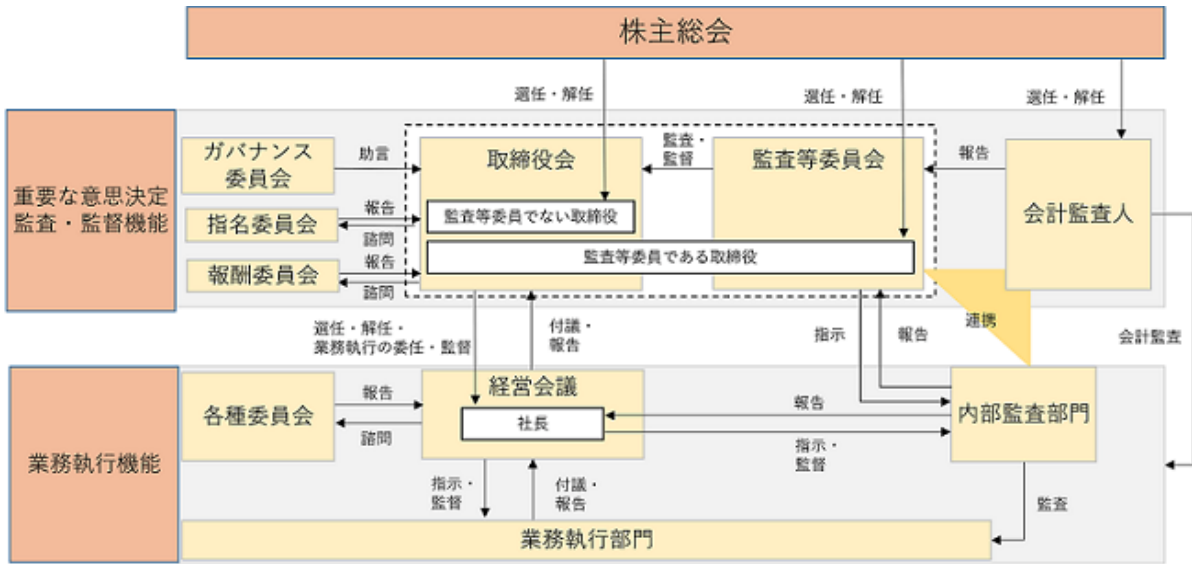 株主総会
選任・解任
選任・解任
選任・解任
重要な意思決定
監査・監督機能
ガバナンス
委員会
助言
取締役会
監査・
監督
監査等委員会
報告
会計監査人
指名委員会
報告
諮問
監査等委員でない取締役
監査等委員である取締役
報酬委員会
報告
諮問
連携
選任・解任・
業務執行の委任・監督
付議・
報告
指示
報告
会計監査
業務執行機能
各種委員会
報告
諮問
経営会議
社長
報告
指示・
監督
内部監査部門
指示・
監督
付議・
報告
監査
業務執行部門